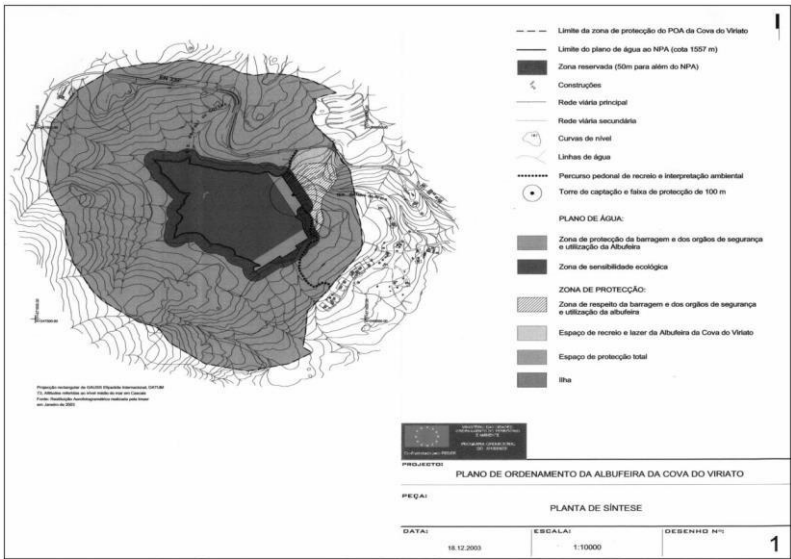 Limite da zona de protecção do POA da Cova do Viriato
Limite do plano de água ao NPA (cota 1557 m)
Zona reservada (50m para além do NPA)
Construções
Rede viária principal
Rede viária secundária
Curvas de nível
Linhas de água
Percurso pedonal de recreio e interpretação ambiental
Torre de captação e faixa de protecção de 100 m
PLANO DE ÁGUA:
Zona de protecção da barragem e dos orgãos de segurança
e utilização da Albufeira
Zona de sensibilidade ecológica
ZONA DE PROTECÇÃO:
Zona de respeito da barragem e dos orgãos de segurança
e utilização da albufeira
Espaço de recreio e lazer da Albufeira da Cova do Viriato
Espaço de protecção total
Ilha
em Janeiro de 2003
PROJECTO:
PLANO DE ORDENAMENTO DA ALBUFEIRA DA COVA DO VIRIATO
PEÇA:
PLANTA DE SÍNTESE
DATA:
18.12.2003
ESCALA:
1:10000
DESENHO Nº:
1